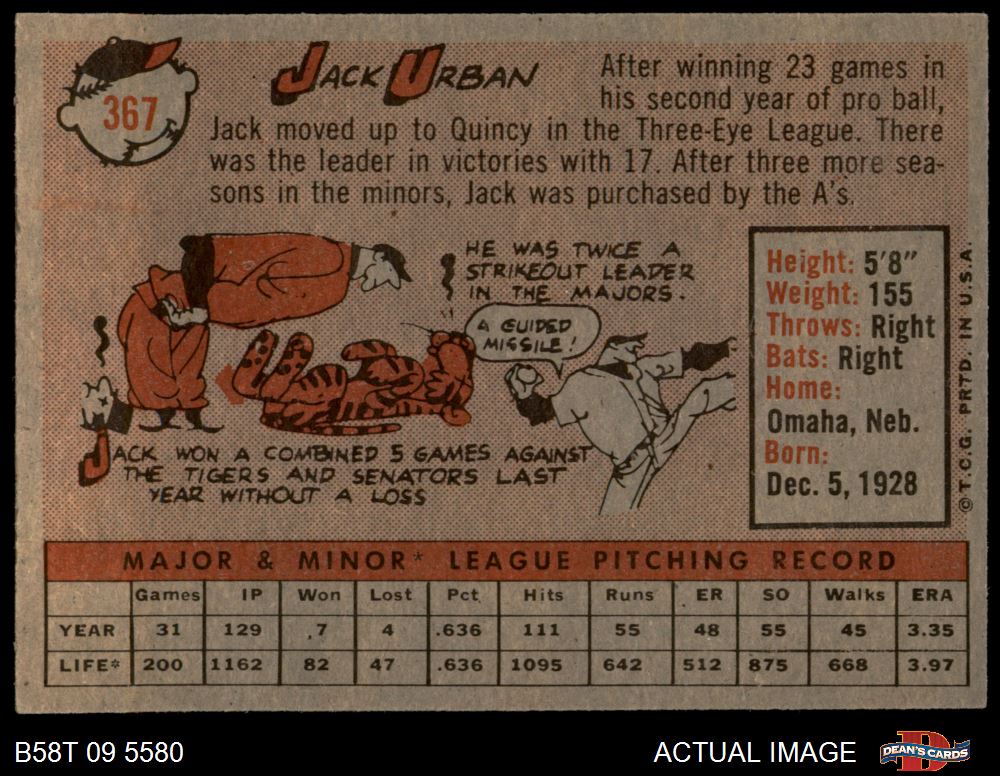 367
JACK URBAN
After winning 23 games in
his second year of pro ball,
Jack moved up to Quincy in the Three-Eye League. There
was the leader in victories with 17. After three more sea-
sons in the minors, Jack was purchased by the A's.
HE WAS TWICE A
STRIKEOUT LEADER
IN THE MAJORS.
A GUIDED
MISSILE!
JACK WON A COMBINED 5 GAMES AGAINST
THE TIGERS AND SENATORS LAST
YEAR WITHOUT A LOSS
Height: 5'8"
Weight: 155
Throws: Right
Bats: Right
Home:
Omaha, Neb.
Born:
Dec. 5, 1928
© T.C.G. PRTD. IN U.S.A.
MAJOR & MINOR* LEAGUE PITCHING RECORD
Games IP Won Lost Pct. Hits Runs ER SO Walks ERA
YEAR 31 129 7 4 .636 111 55 48 55 45 3.35
LIFE* 200 1162 82 47 .636 1095 642 512 875 668 3.97
B58T 09 5580
ACTUAL IMAGE
DEAN'S CARDS